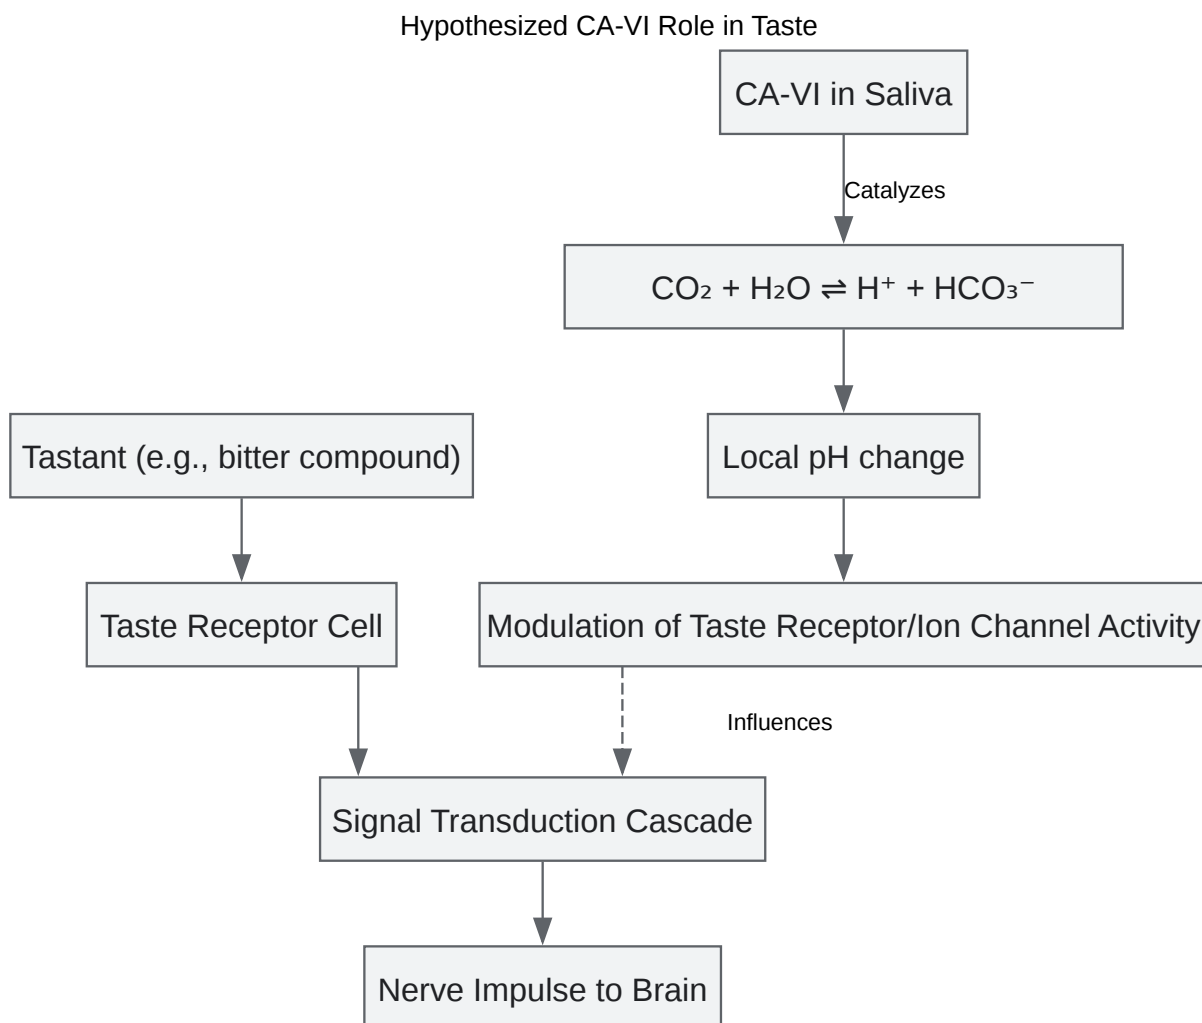 Hypothesized CA-VI Role in Taste
CA-VI in Saliva
Catalyzes
CO₂ + H₂O ⇌ H⁺ + HCO₃⁻
Tastant (e.g., bitter compound)
Local pH change
Taste Receptor Cell
Modulation of Taste Receptor/Ion Channel Activity
Influences
Signal Transduction Cascade
Nerve Impulse to Brain